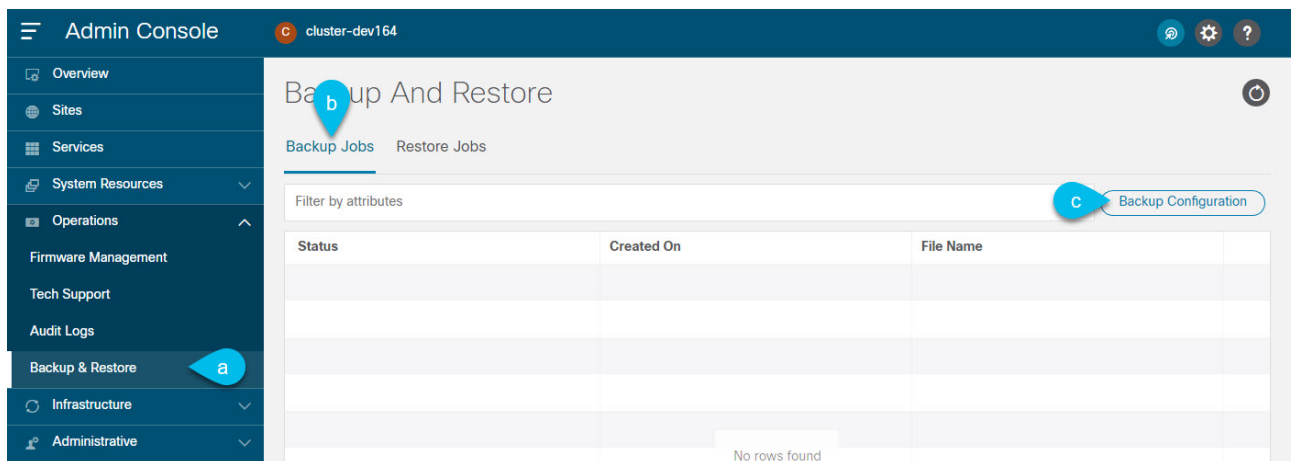 Admin Console
C cluster-dev164
?
Overview
Sites
Services
System Resources
Operations
Firmware Management
Tech Support
Audit Logs
Backup & Restore
a
Infrastructure
Administrative
Backup And Restore
b
Backup Jobs Restore Jobs
Filter by attributes
c
Backup Configuration
Status Created On File Name
No rows found